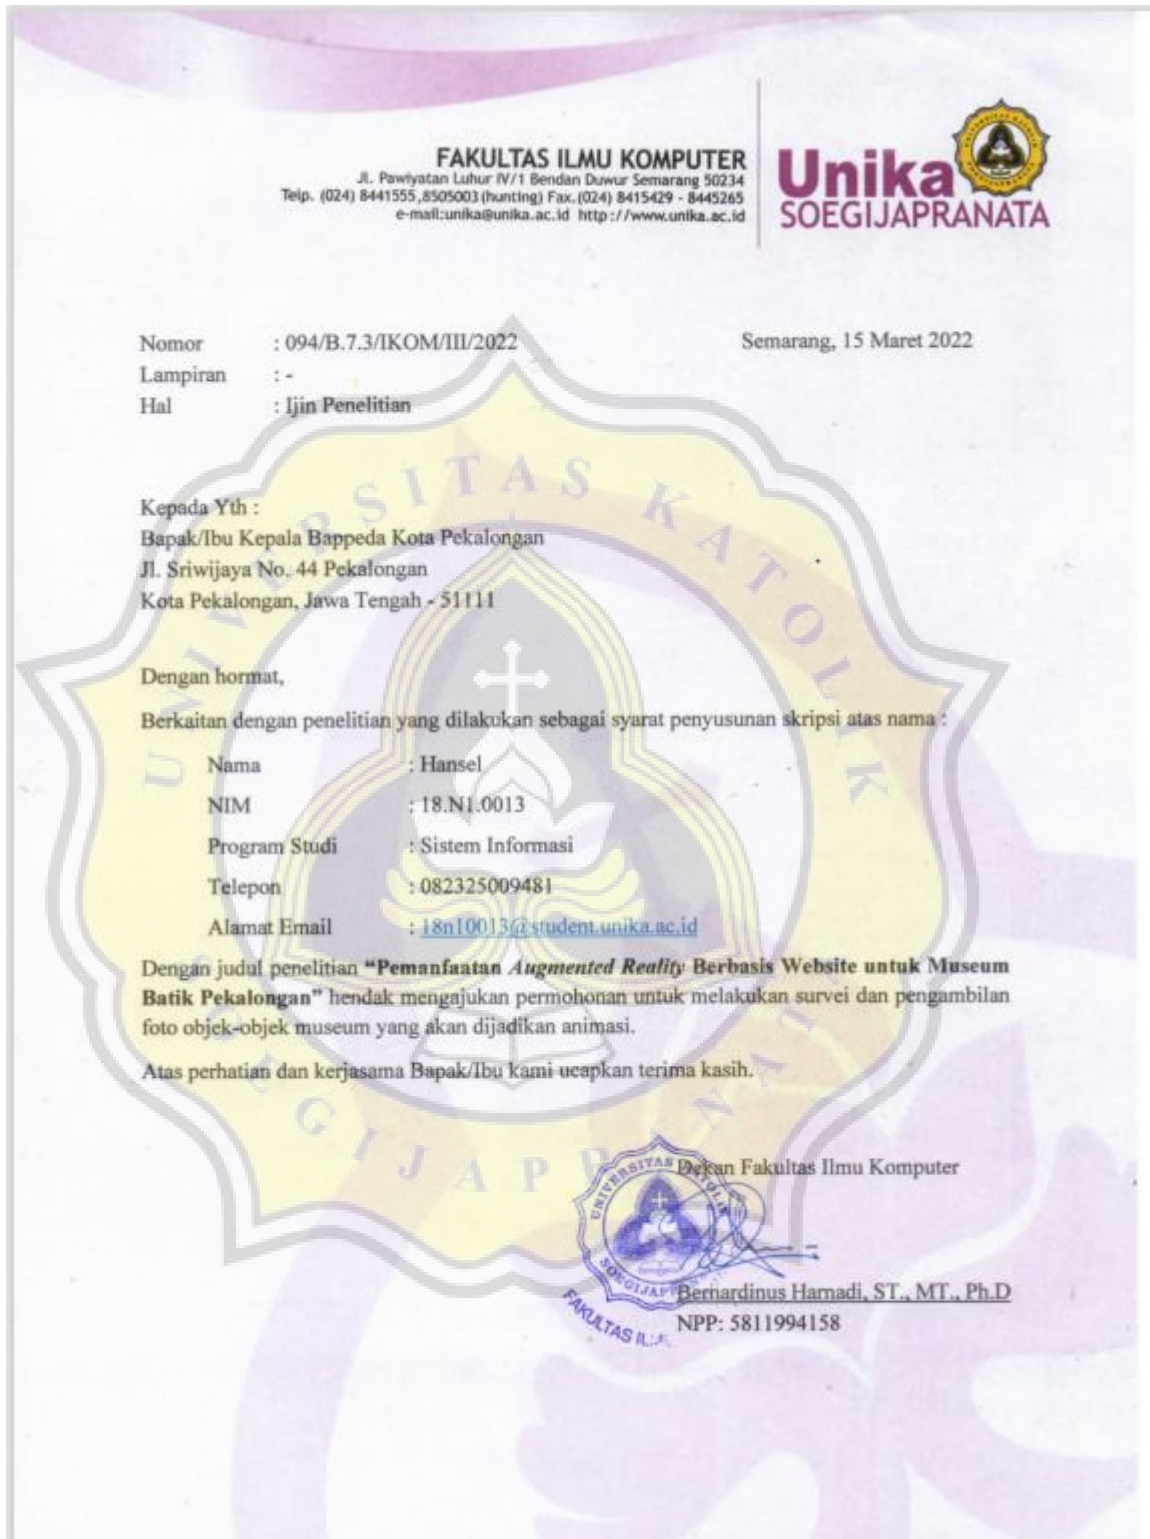 FAKULTAS ILMU KOMPUTER
Jl. Pawiyatan Luhur IV/1 Bendan Duwur Semarang 50234
Telp. (024) 8441555,8505003(hunting) Fax.(024) 8415429 - 8445265
e-mail:unika@unika.ac.id http://www.unika.ac.id
Unika
SOEGIJAPRANATA
Nomor : 094/B.7.3/IKOM/III/2022 Semarang, 15 Maret 2022
Lampiran : -
Hal : Ijin Penelitian
Kepada Yth :
Bapak/Ibu Kepala Bappeda Kota Pekalongan
Jl. Sriwijaya No. 44 Pekalongan
Kota Pekalongan, Jawa Tengah - 51111
Dengan hormat,
Berkaitan dengan penelitian yang dilakukan sebagai syarat penyusunan skripsi atas nama :
Nama : Hansel
NIM : 18.N1.0013
Program Studi : Sistem Informasi
Telepon : 082325009481
Alamat Email : 18n10013@student.unika.ac.id
Dengan judul penelitian “Pemanfaatan Augmented Reality Berbasis Website untuk Museum
Batik Pekalongan” hendak mengajukan permohonan untuk melakukan survei dan pengambilan
foto objek-objek museum yang akan dijadikan animasi.
Atas perhatian dan kerjasama Bapak/Ibu kami ucapkan terima kasih.
Dekan Fakultas Ilmu Komputer
Bernardinus Harnadi, ST., MT., Ph.D
NPP: 5811994158
UNIVERSITAS KATOLIK
SOEGIJAPRANATA
UNIVERSITAS KATOLIK
SOEGIJAPRANATA
FAKULTAS